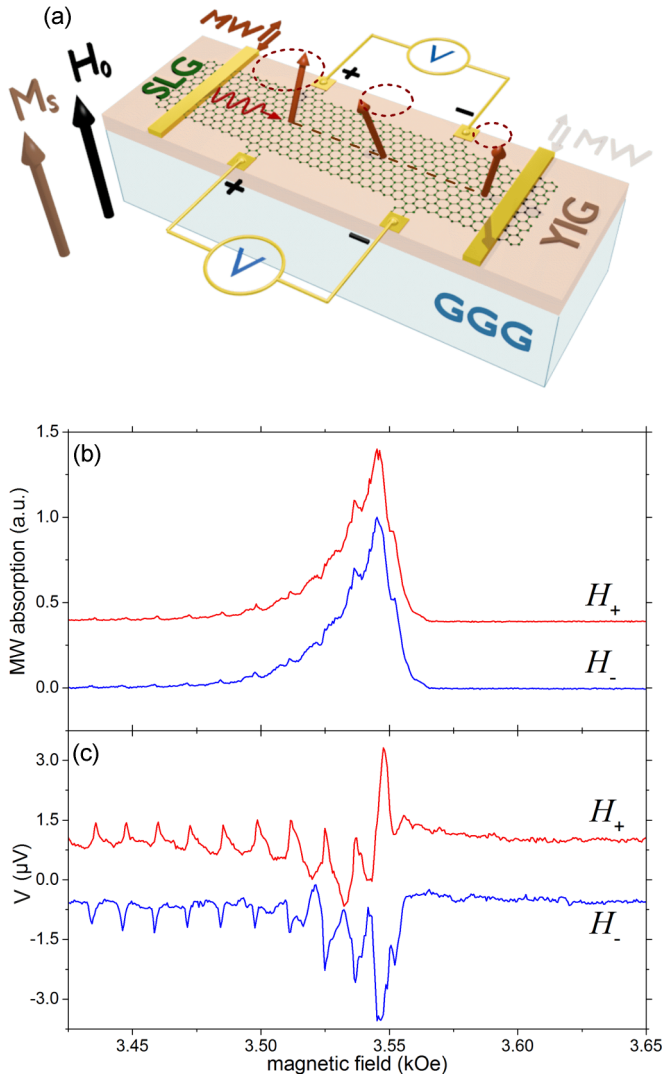 (a)
MW
H₀
Mₛ
SLG
V
+
−
MW
+
−
V
YIG
GGG
(b)
1.5
1.0
0.5
0.0
MW absorption (a.u.)
H₊
H₋
(c)
3.0
1.5
0.0
-1.5
-3.0
V (μV)
H₊
H₋
3.45
3.50
3.55
3.60
3.65
magnetic field (kOe)